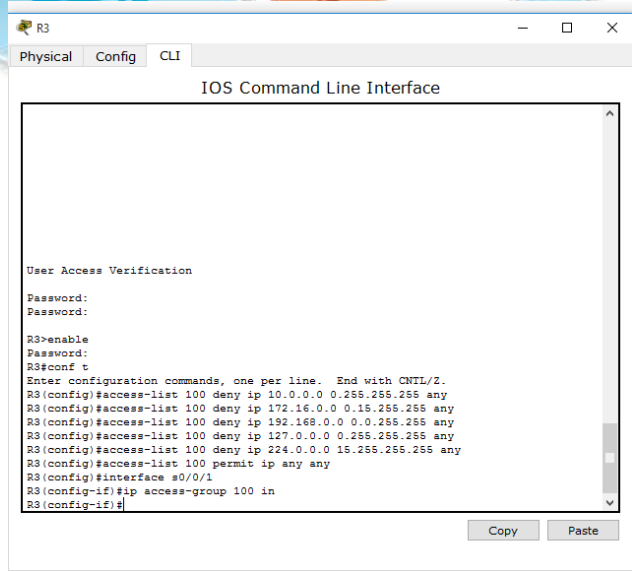 R3
Physical Config CLI
IOS Command Line Interface
User Access Verification
Password:
Password:
R3>enable
Password:
R3#conf t
Enter configuration commands, one per line.  End with CNTL/Z.
R3(config)#access-list 100 deny ip 10.0.0.0 0.255.255.255 any
R3(config)#access-list 100 deny ip 172.16.0.0 0.15.255.255 any
R3(config)#access-list 100 deny ip 192.168.0.0 0.0.255.255 any
R3(config)#access-list 100 deny ip 127.0.0.0 0.255.255.255 any
R3(config)#access-list 100 deny ip 224.0.0.0 15.255.255.255 any
R3(config)#access-list 100 permit ip any any
R3(config)#interface s0/0/1
R3(config-if)#ip access-group 100 in
R3(config-if)#
Copy Paste